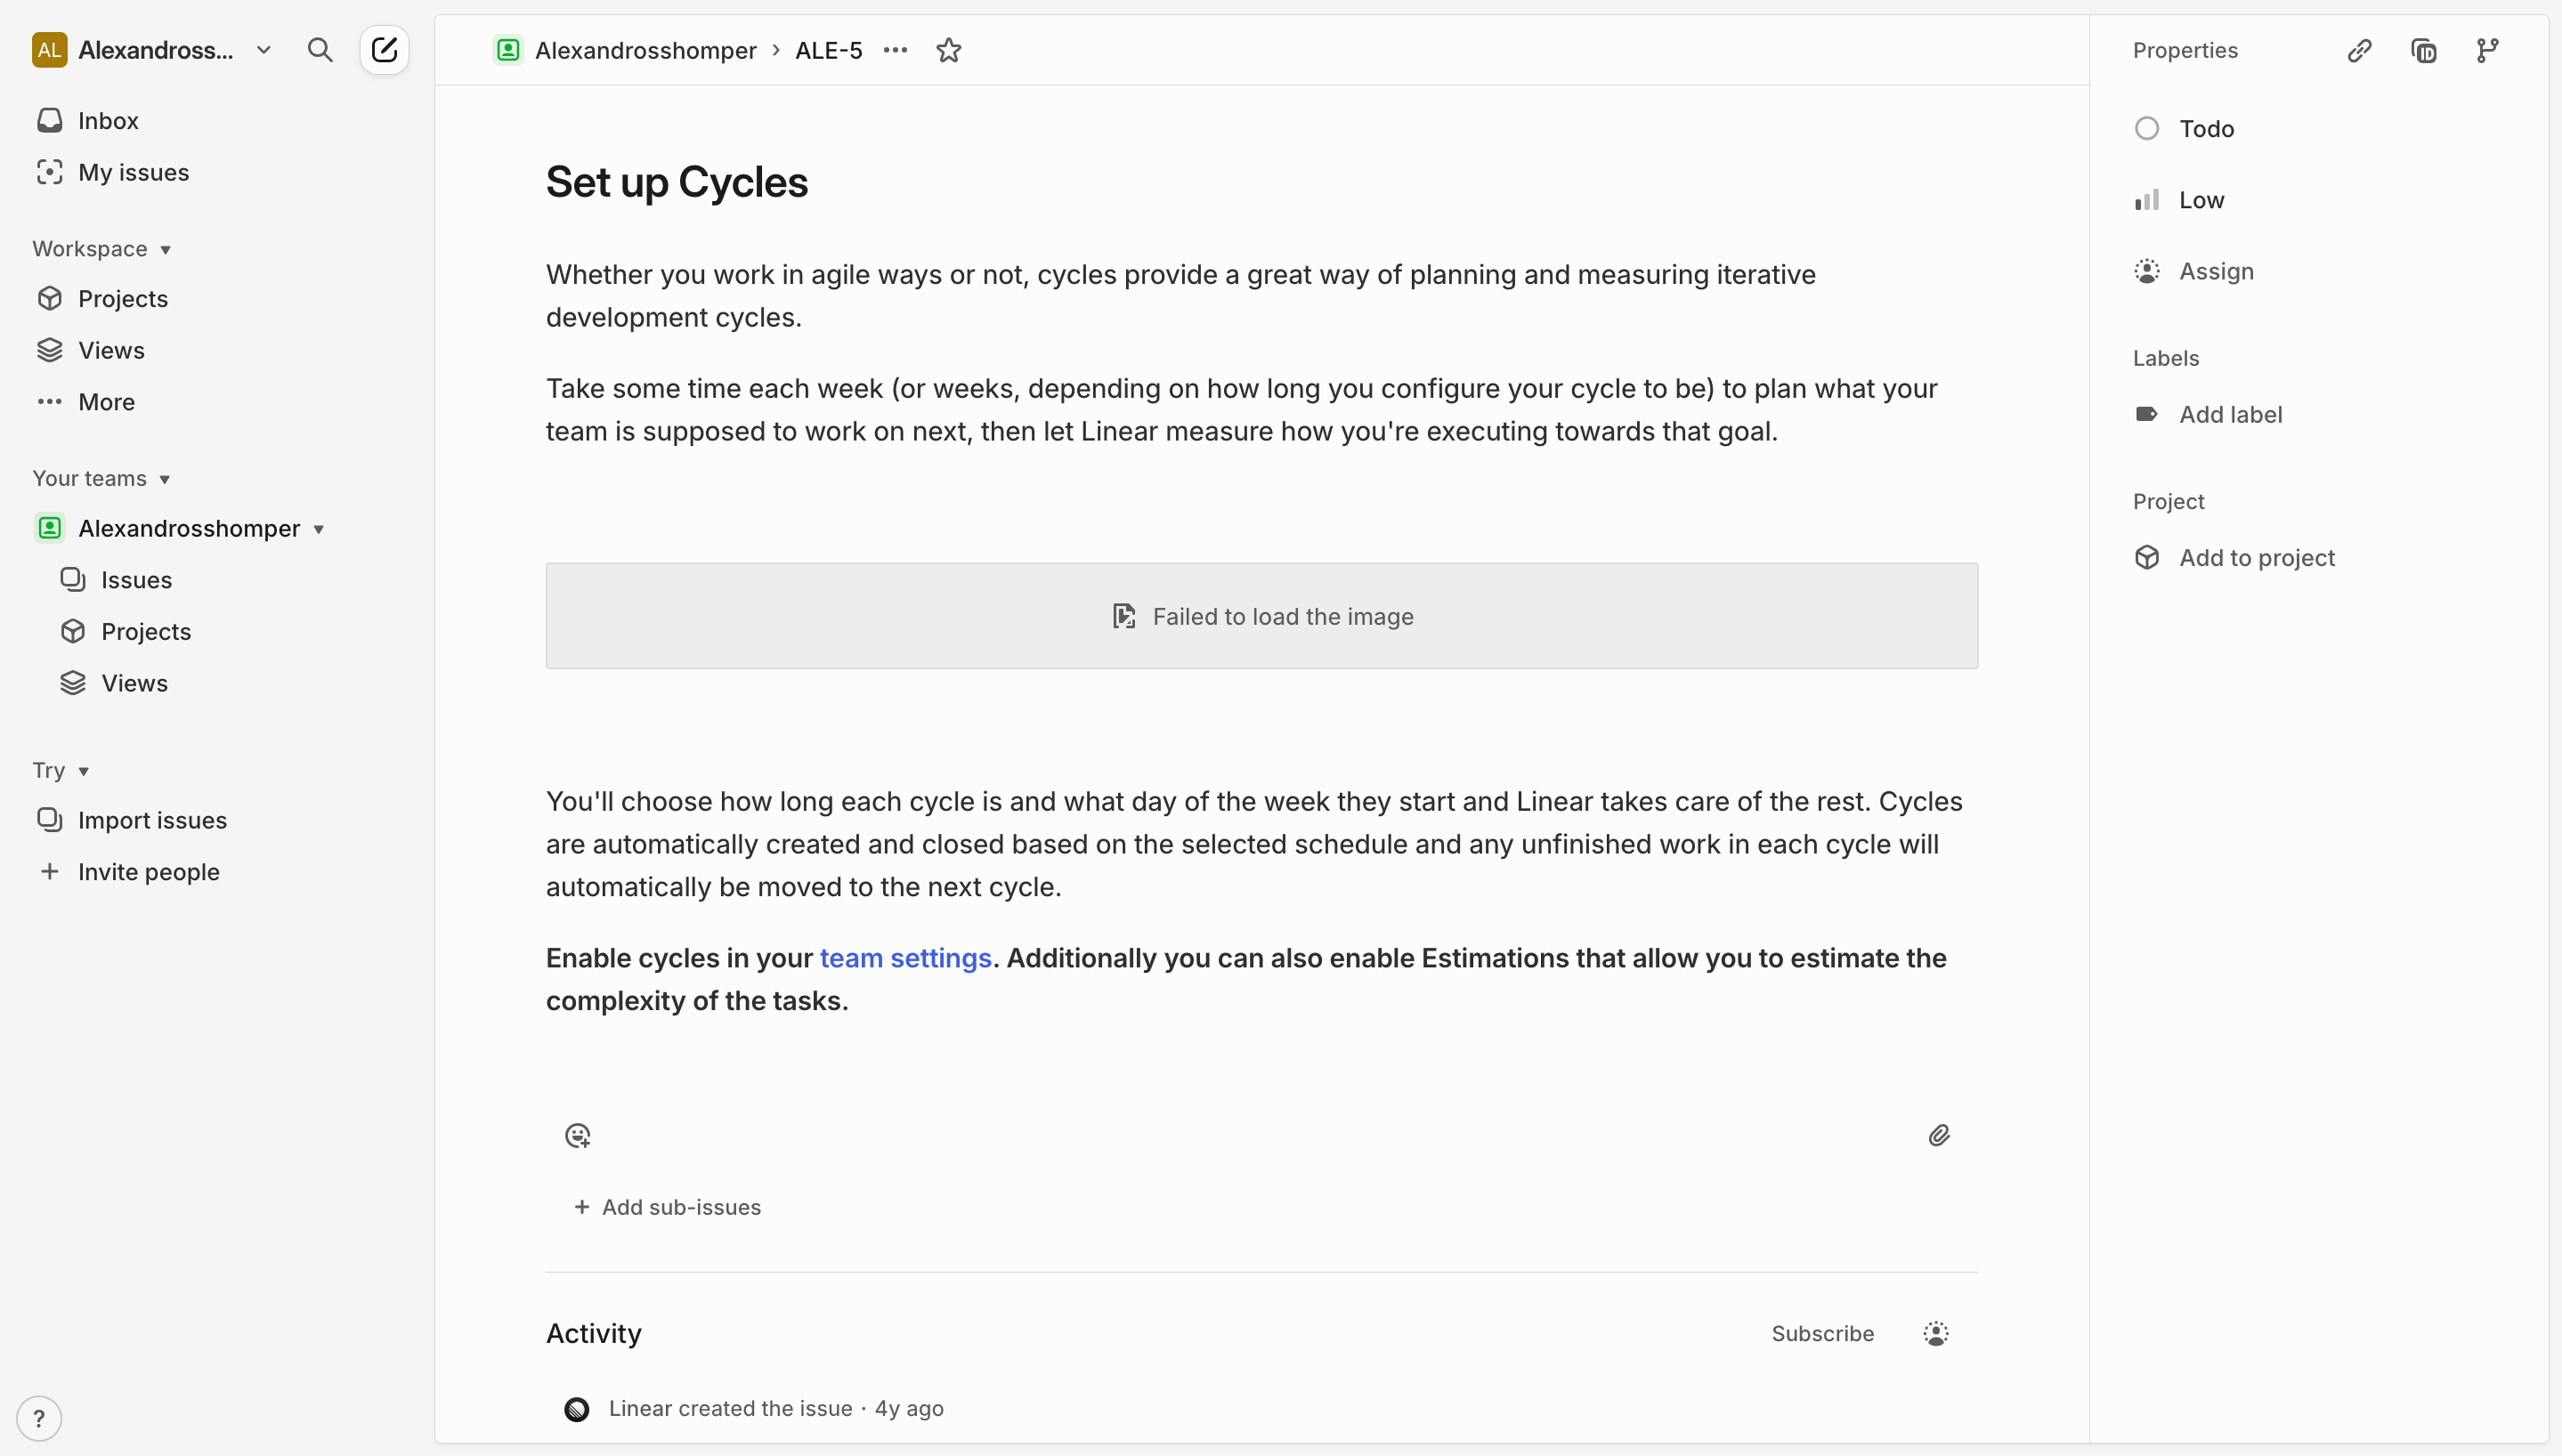 AL Alexandross...
Inbox
My issues
Workspace
Projects
Views
More
Your teams
Alexandrosshomper
Issues
Projects
Views
Try
Import issues
Invite people
?
Alexandrosshomper › ALE-5
Set up Cycles
Whether you work in agile ways or not, cycles provide a great way of planning and measuring iterative
development cycles.
Take some time each week (or weeks, depending on how long you configure your cycle to be) to plan what your
team is supposed to work on next, then let Linear measure how you're executing towards that goal.
Failed to load the image
You'll choose how long each cycle is and what day of the week they start and Linear takes care of the rest. Cycles
are automatically created and closed based on the selected schedule and any unfinished work in each cycle will
automatically be moved to the next cycle.
Enable cycles in your team settings. Additionally you can also enable Estimations that allow you to estimate the
complexity of the tasks.
Add sub-issues
Activity
Subscribe
Linear created the issue · 4y ago
Properties
ID
Todo
Low
Assign
Labels
Add label
Project
Add to project